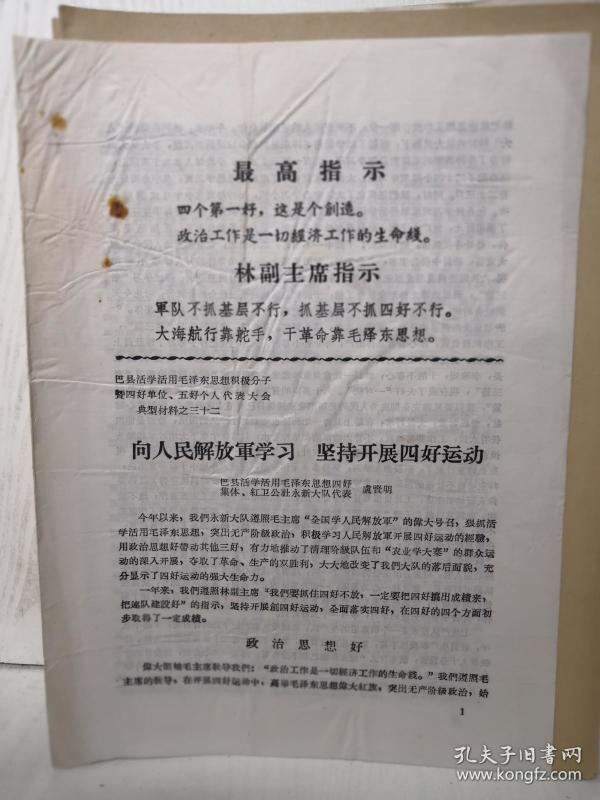 最高指示
四个第一好，这是个創造。
政治工作是一切經济工作的生命綫。
林副主席指示
軍队不抓基层不行，抓基层不抓四好不行。
大海航行靠舵手，干革命靠毛泽东思想。
巴县活学活用毛泽东思想积极分子
暨四好单位、五好个人代表大会
典型材料之三十二
向人民解放軍学习　坚持开展四好运动
巴县活学活用毛泽东思想四好
集体、紅卫公社永新大队代表　盧贤明
今年以来，我們永新大队遵照毛主席“全国学人民解放軍”的偉大号召，狠抓活
学活用毛泽东思想，突出无产阶级政治，积极学习人民解放軍开展四好运动的經驗，
用政治思想好带动其他三好，有力地推动了清理阶级队伍和“农业学大寨”的群众运
动的深入开展，夺取了革命、生产的双胜利，大大地改变了我們大队的落后面貌，充
分显示了四好运动的强大生命力。
一年来，我們遵照林副主席“我們要抓住四好不放，一定要把四好搞出成績来，
把連队建設好”的指示，坚持开展創四好运动，全面落实四好，在四好的四个方面初
步取得了一定成績。
政治思想好
偉大領袖毛主席教导我們：“政治工作是一切經济工作的生命綫。”我們遵照毛
主席的教导，在开展四好运动中，高举毛泽东思想偉大紅旗，突出无产阶级政治，始
1
孔夫子旧书网
www.kongfz.com